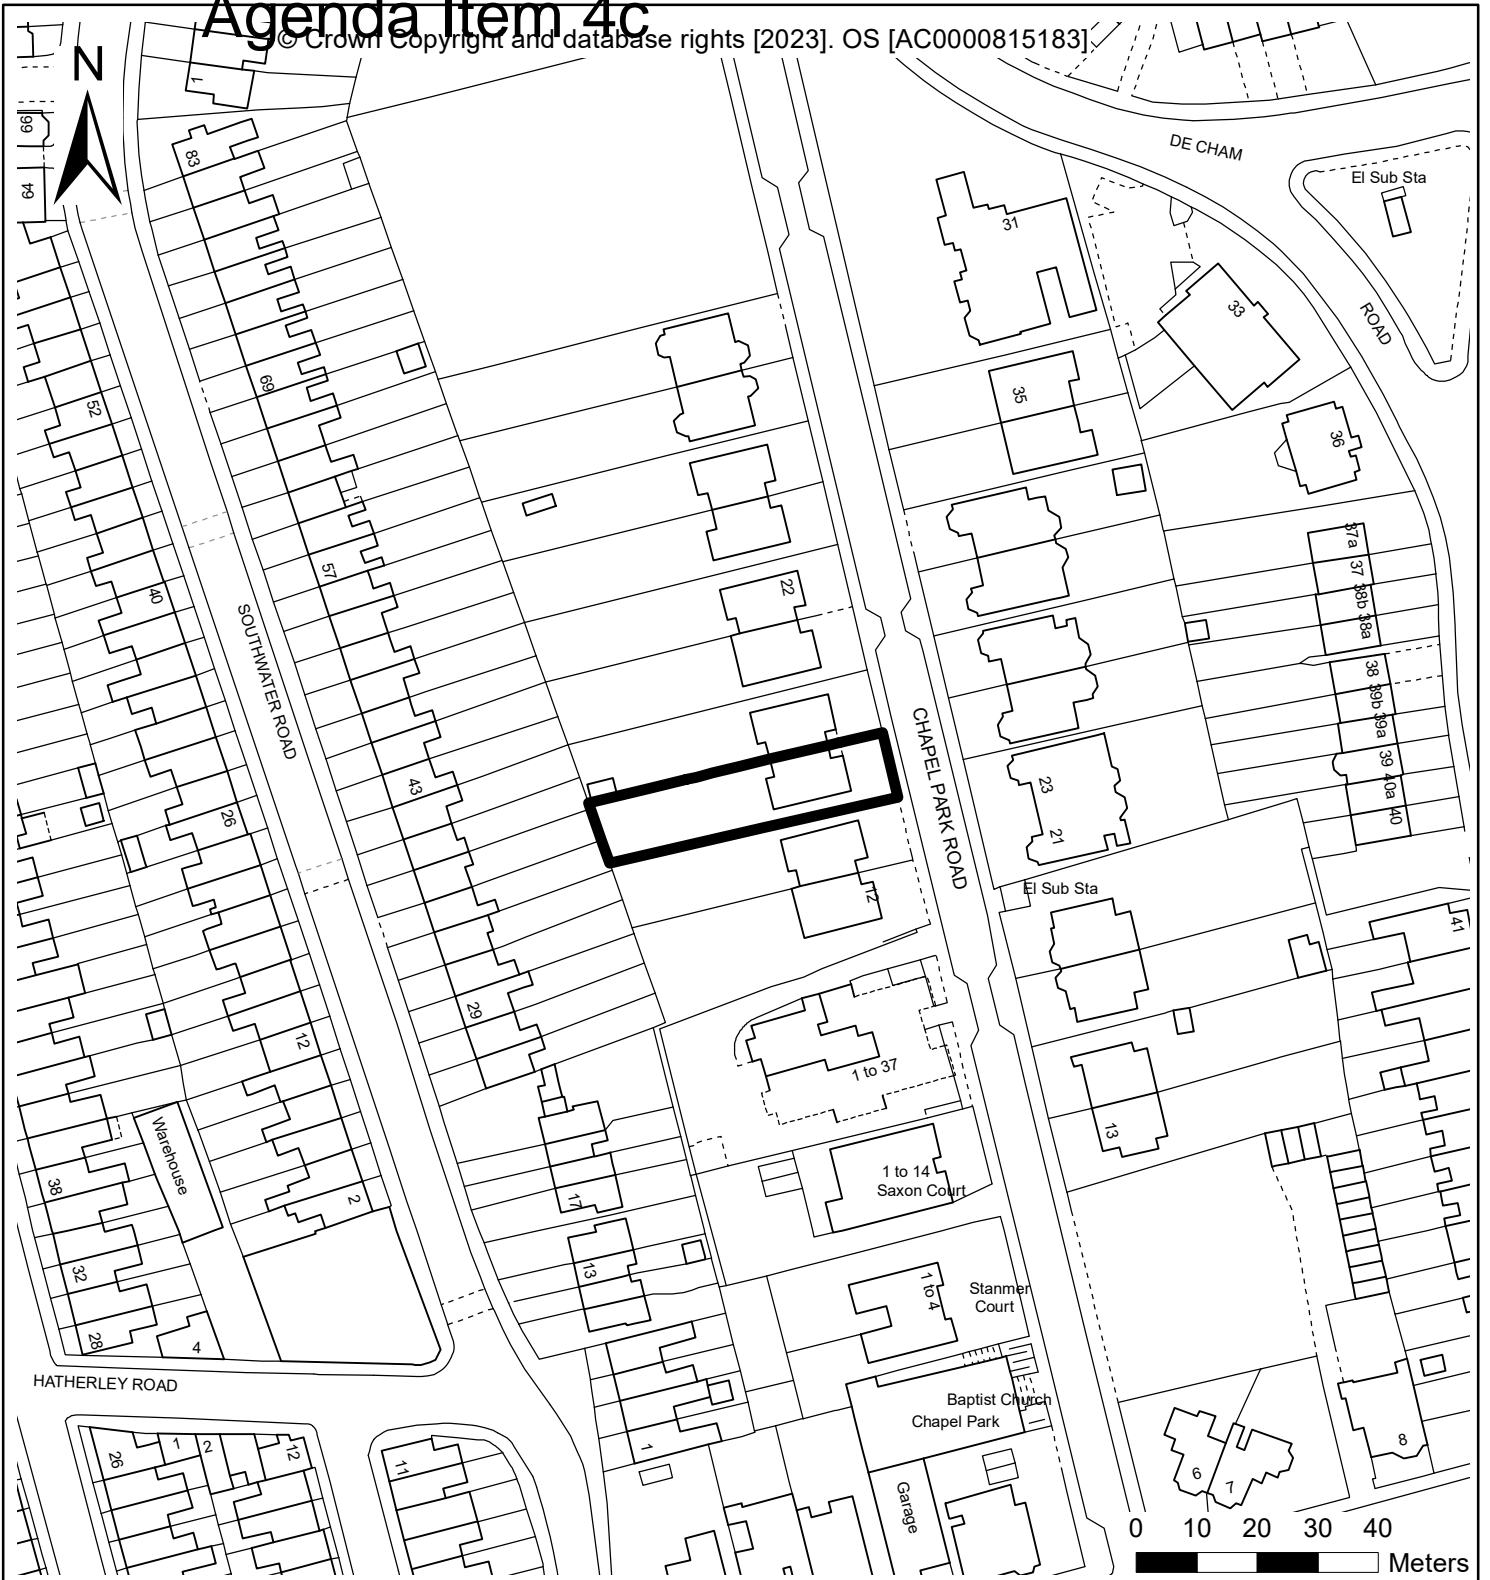 Agenda Item 4c
© Crown Copyright and database rights [2023]. OS [AC0000815183]
N
1
66
64
83
DE CHAM
El Sub Sta
31
33
ROAD
69
52
35
36
57
40
22
37a
37
38b
38a
SOUTHWATER ROAD
38
39b
39a
CHAPEL PARK ROAD
43
26
23
21
39
40a
40
12
El Sub Sta
41
29
12
1 to 37
13
Warehouse
38
2
17
1 to 14
Saxon Court
32
13
1 to 4
Stanmer
Court
28
4
HATHERLEY ROAD
Baptist Church
Chapel Park
26
1
2
12
11
1
Garage
6
7
8
0 10 20 30 40
Meters